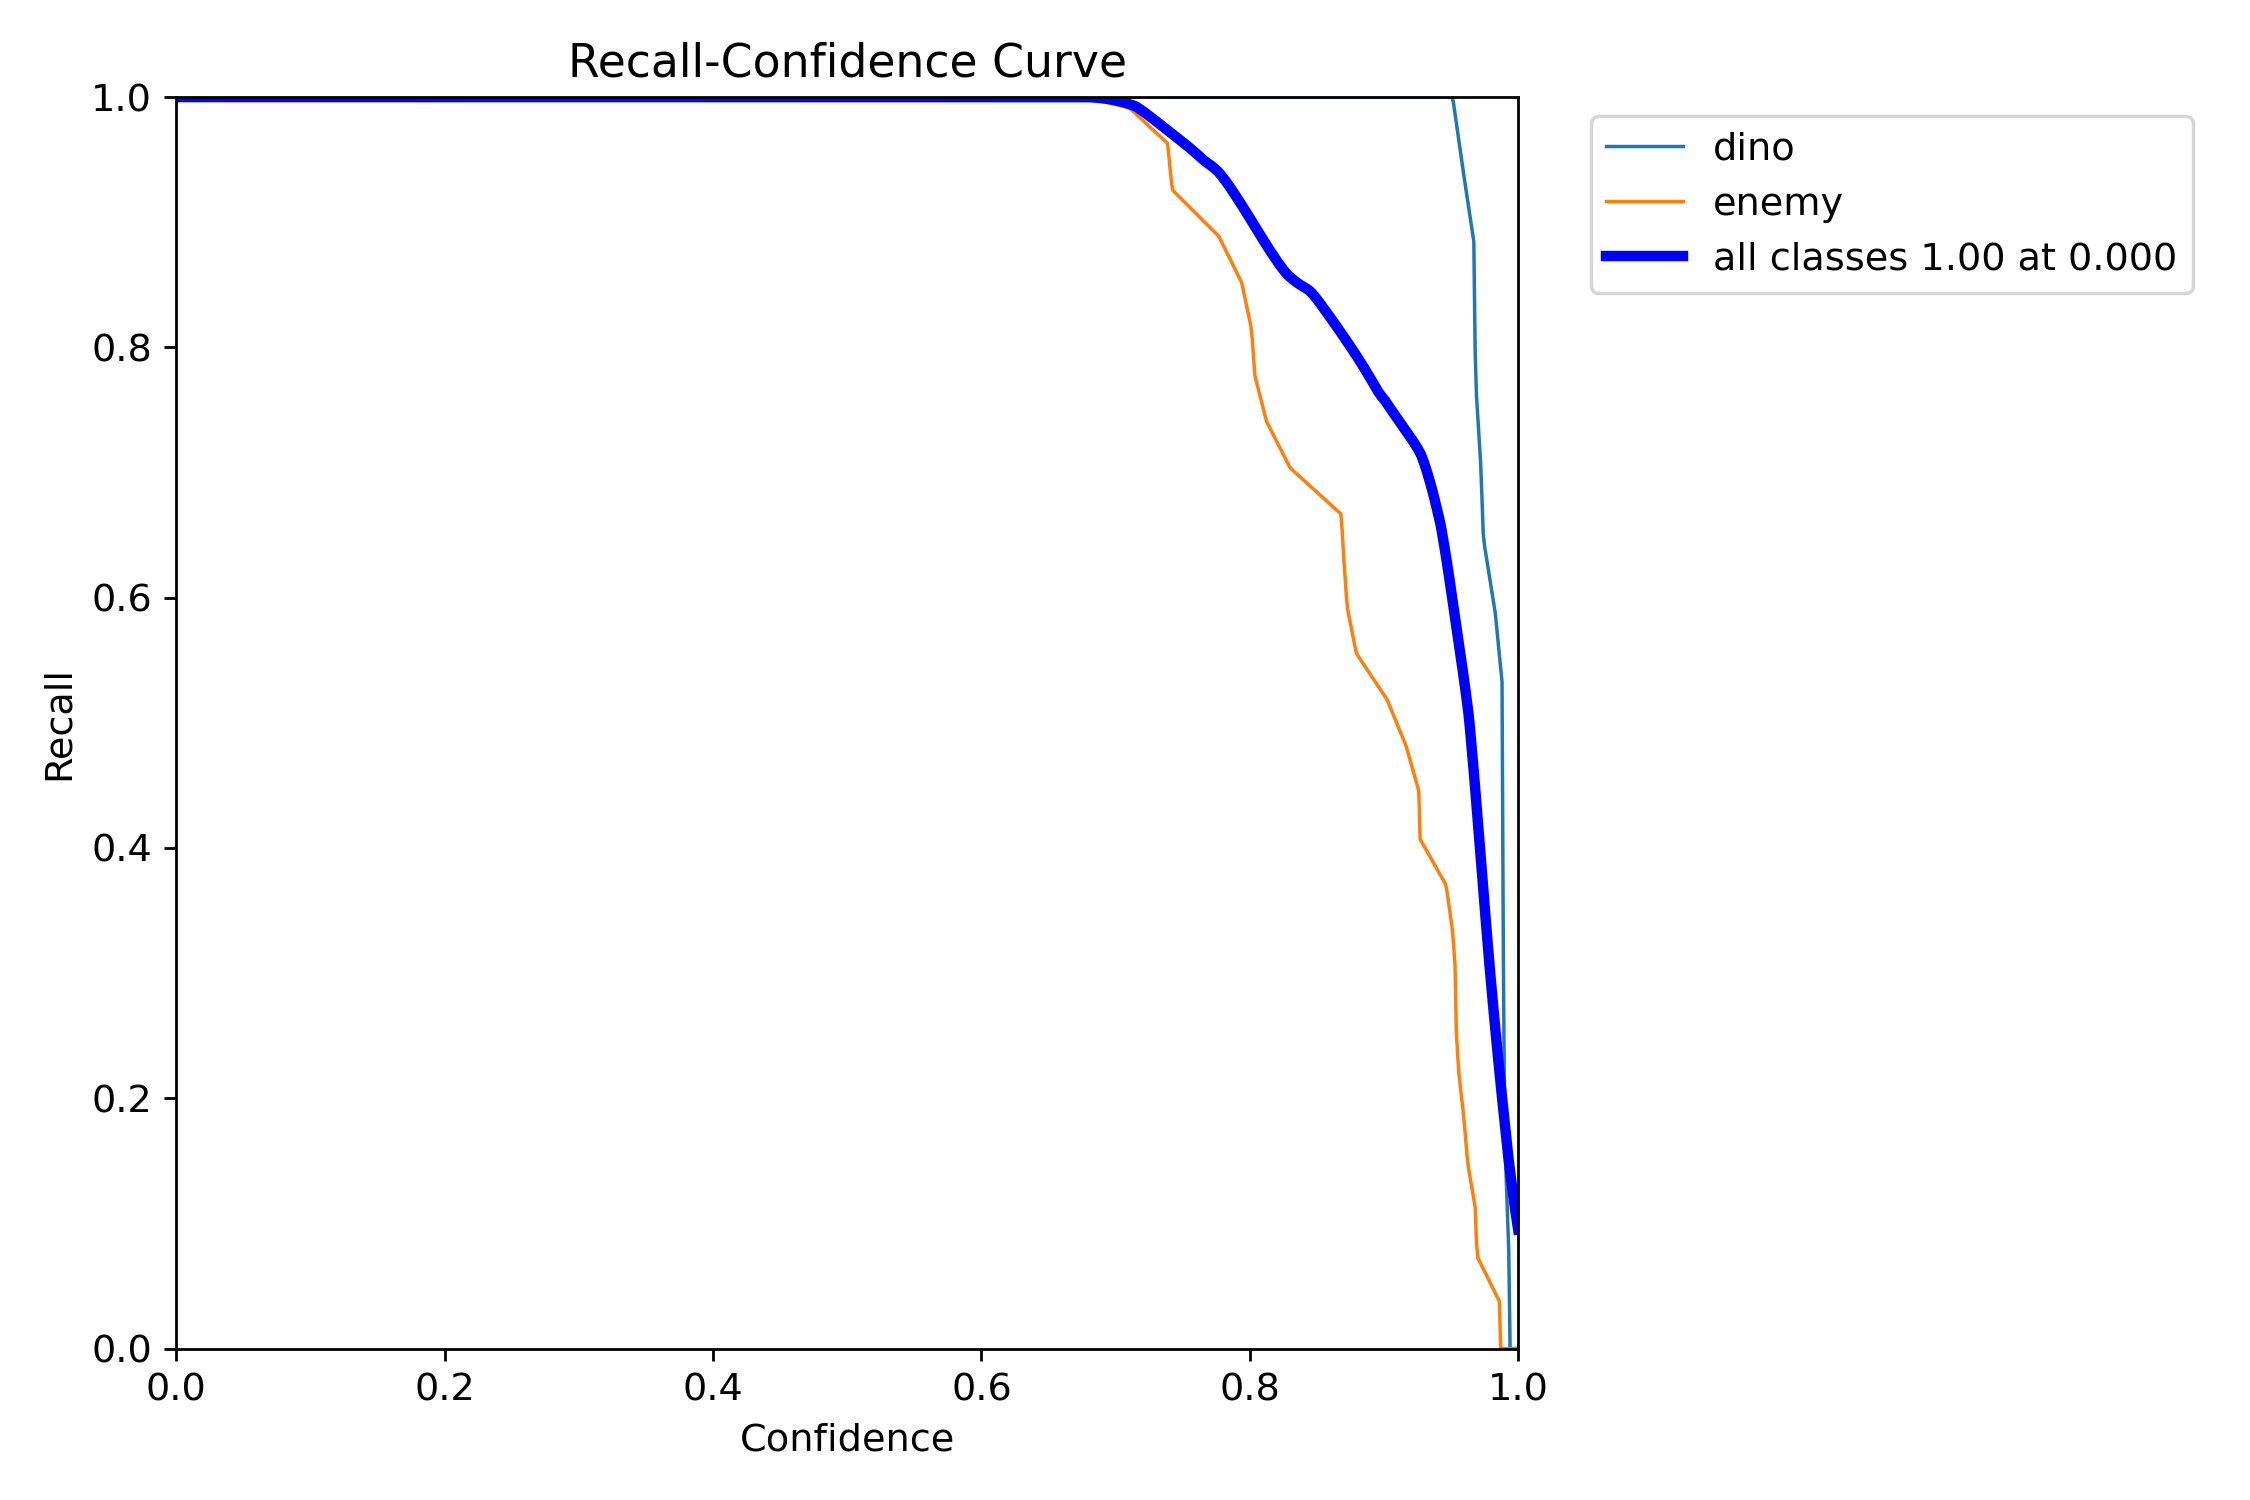 Recall-Confidence Curve
1.0
0.8
0.6
0.4
0.2
0.0
Recall
0.0 0.2 0.4 0.6 0.8 1.0
Confidence
dino
enemy
all classes 1.00 at 0.000